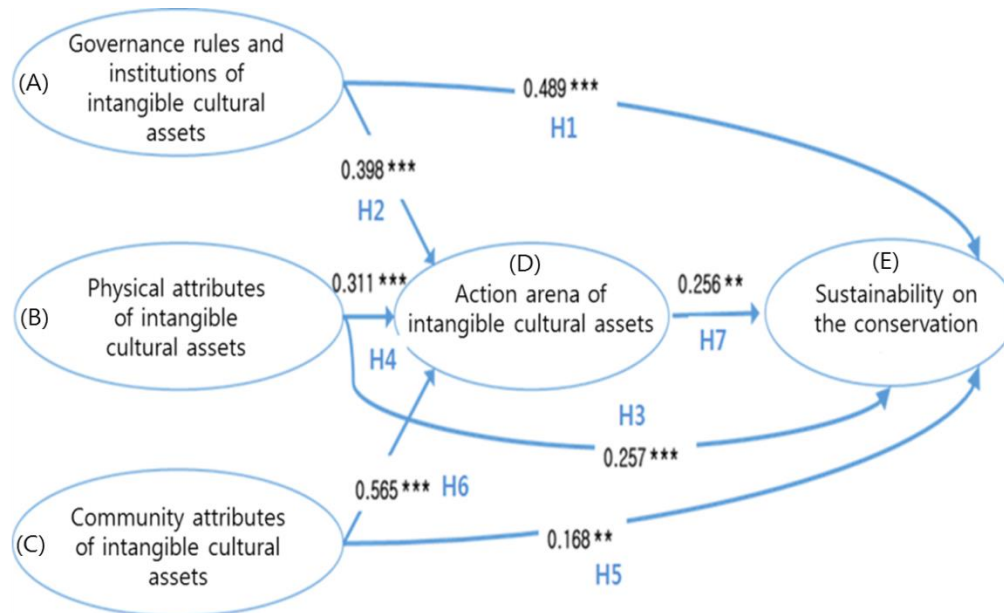 Governance rules and
(A) institutions of
intangible cultural
assets
0.489 ***
H1
0.398 ***
H2
Physical attributes
(B) of intangible
cultural assets
0.311 ***
H4
(D)
Action arena of
intangible cultural assets
0.256 **
H7
(E)
Sustainability on
the conservation
H3
0.257 ***
0.565 *** H6
Community attributes
(C) of intangible cultural
assets
0.168 **
H5